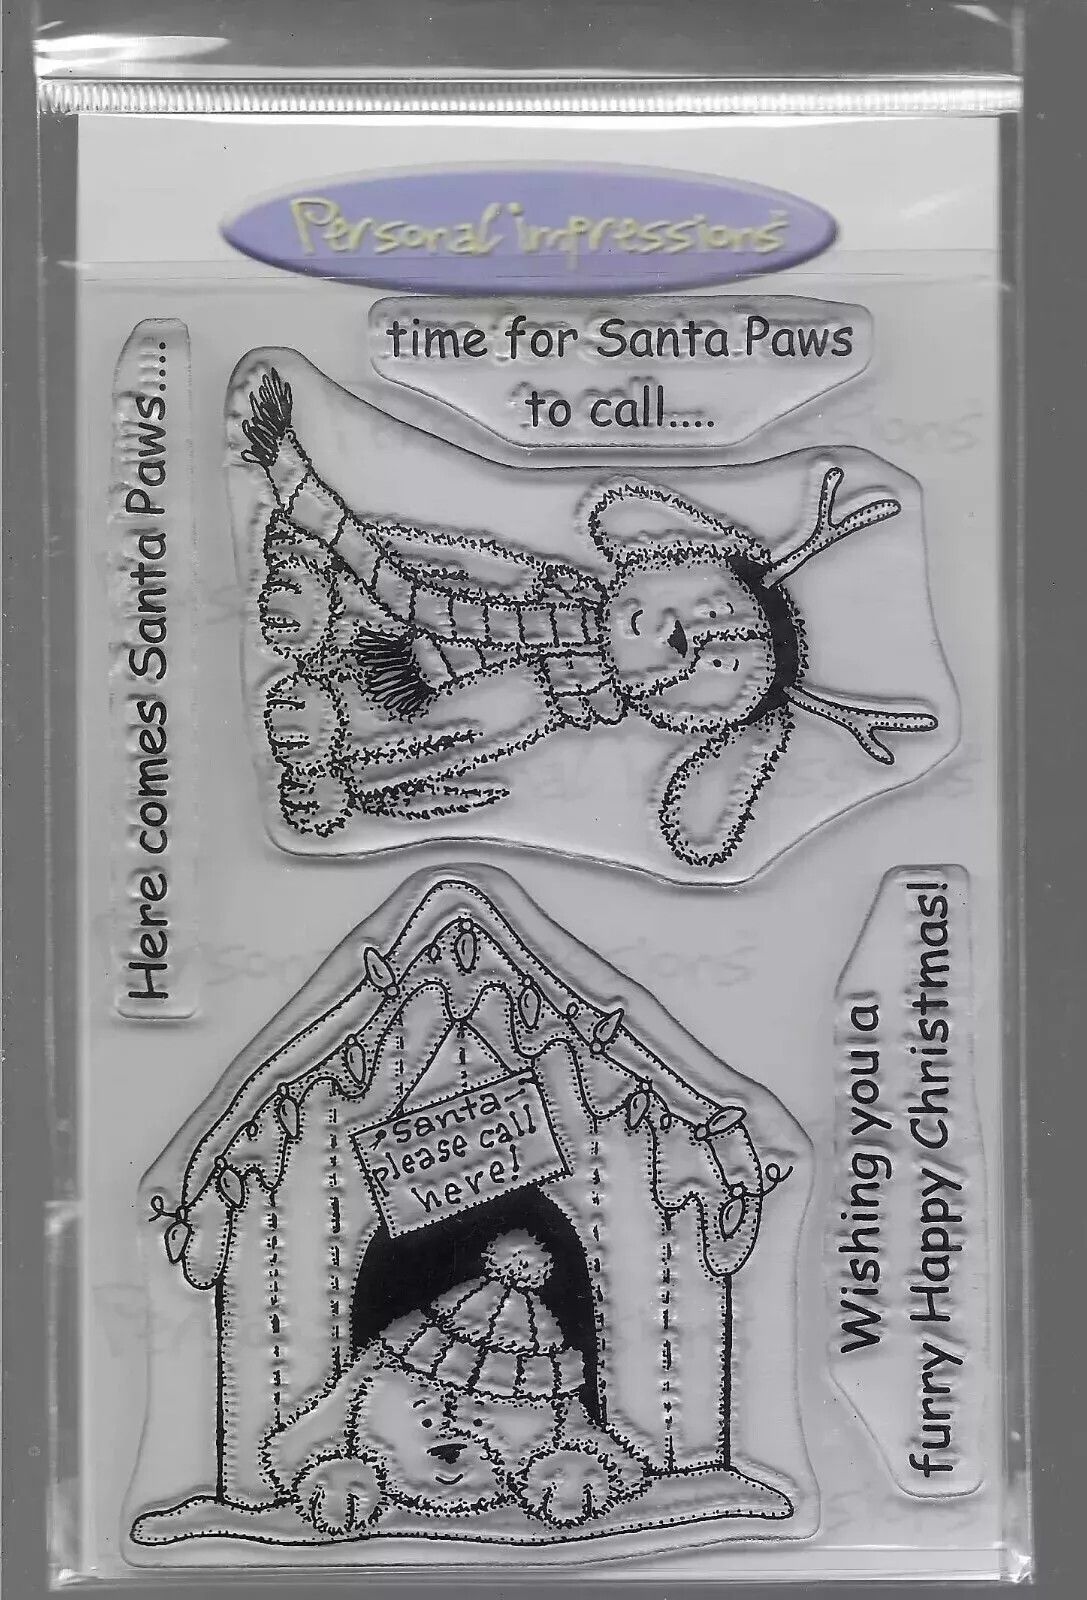 Personal impressions
time for Santa Paws
to call....
Here comes Santa Paws....
Santa-
please call
here!
Wishing you a
furry Happy Christmas!